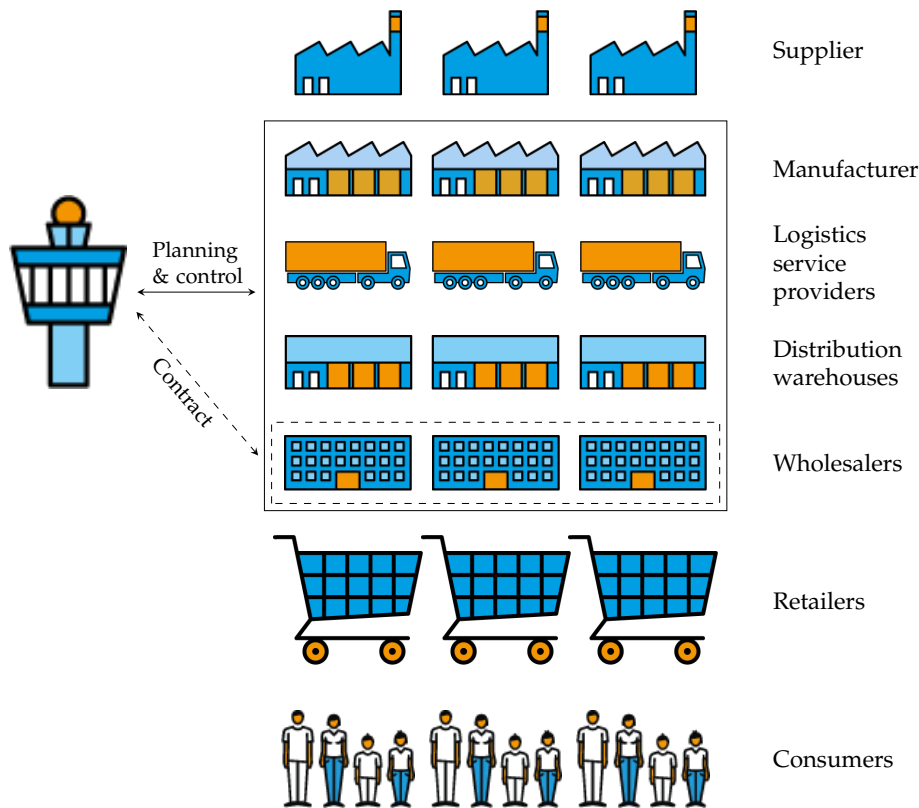 Supplier
Manufacturer
Logistics
service
providers
Planning
& control
Distribution
warehouses
Contract
Wholesalers
Retailers
Consumers